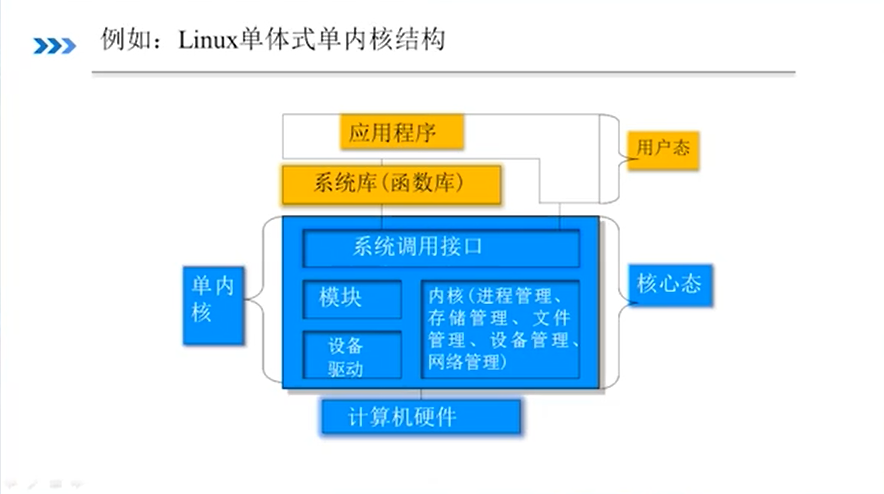 例如：Linux单体式单内核结构
应用程序
用户态
系统库(函数库)
系统调用接口
单内
核
核心态
模块
内核(进程管理、
存储管理、文件
管理、设备管理、
网络管理)
设备
驱动
计算机硬件